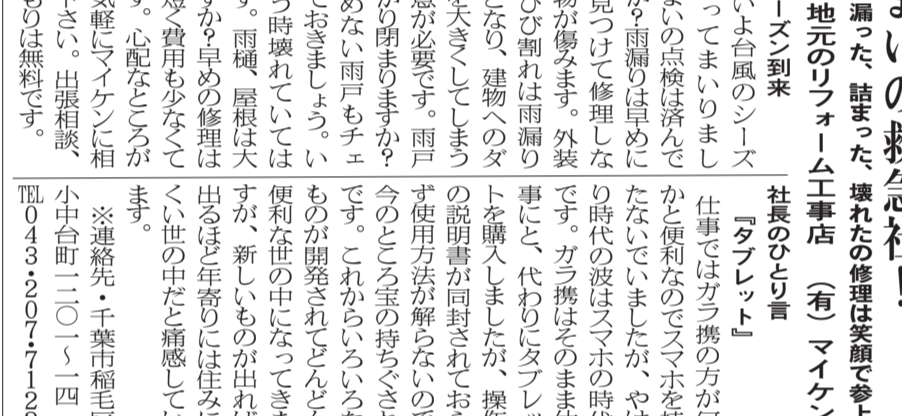 いの救急社！
漏った、詰まった、壊れたの修理は笑顔で参上
地元のリフォーム工事店 （有）マイケン
ーズン到来
いよ台風のシーズ
ってまいりまし
まいの点検は済んで
か？雨漏りは早めに
見つけて修理しな
物が傷みます。外装
ひび割れは雨漏り
となり、建物へのダ
を大きくしてしまう
意が必要です。雨戸
かり閉まりますか？
めない雨戸もチェ
ておきましょう。い
う時壊れていては
す。雨樋、屋根は大
すか？早めの修理は
短く費用も少なくて
す。心配なところが
気軽にマイケンに相
下さい。出張相談、
もりは無料です。
社長のひとり言
『タブレット』
仕事ではガラ携の方が何
かと便利なのでスマホを持
たないでいましたが、やは
り時代の波はスマホの時代
です。ガラ携はそのまま仕
事にと、代わりにタブレッ
トを購入しましたが、操作
の説明書が同封されておら
ず使用方法が解らないので
今のところ宝の持ちぐされ
です。これからいろいろな
ものが開発されてどんどん
便利な世の中になってきま
すが、新しいものが出れば
出るほど年寄りには住みに
くい世の中だと痛感してい
ます。
※連絡先・千葉市稲毛区
小中台町一二〇一～一四
TEL043・207・712